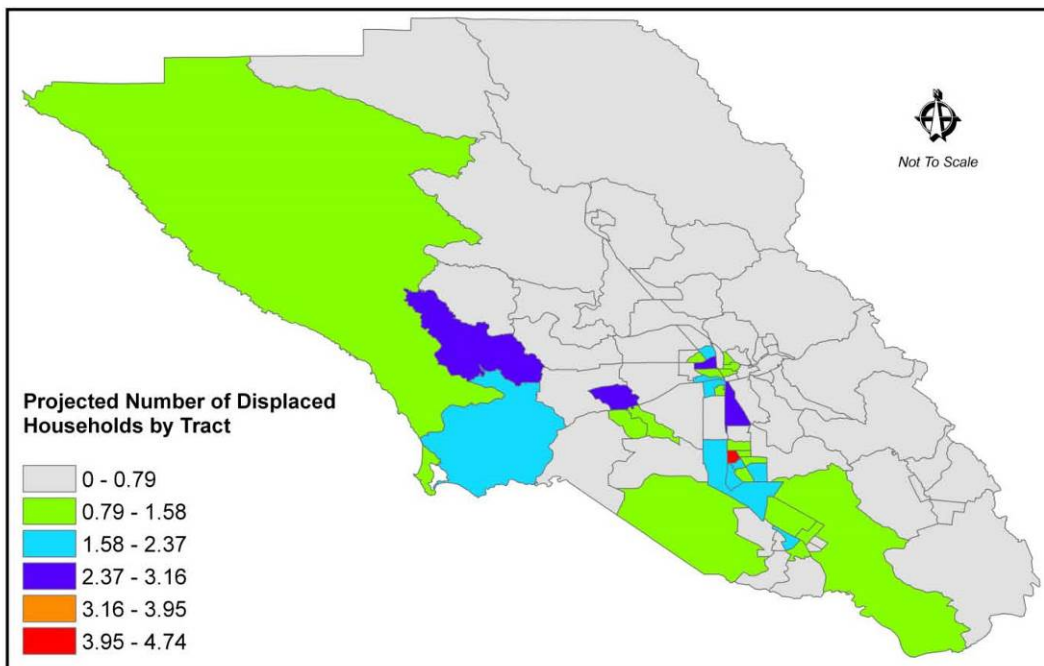 Not To Scale
Projected Number of Displaced
Households by Tract
0 - 0.79
0.79 - 1.58
1.58 - 2.37
2.37 - 3.16
3.16 - 3.95
3.95 - 4.74